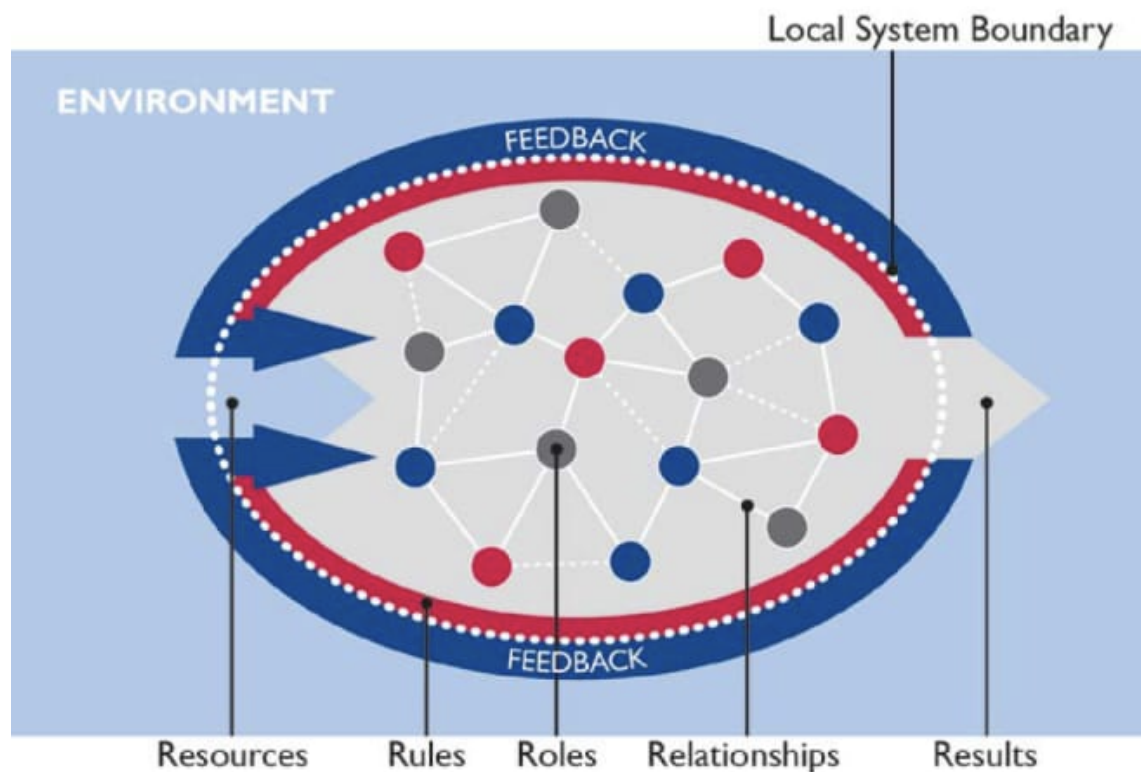 Local System Boundary
ENVIRONMENT
FEEDBACK
FEEDBACK
Resources Rules Roles Relationships Results